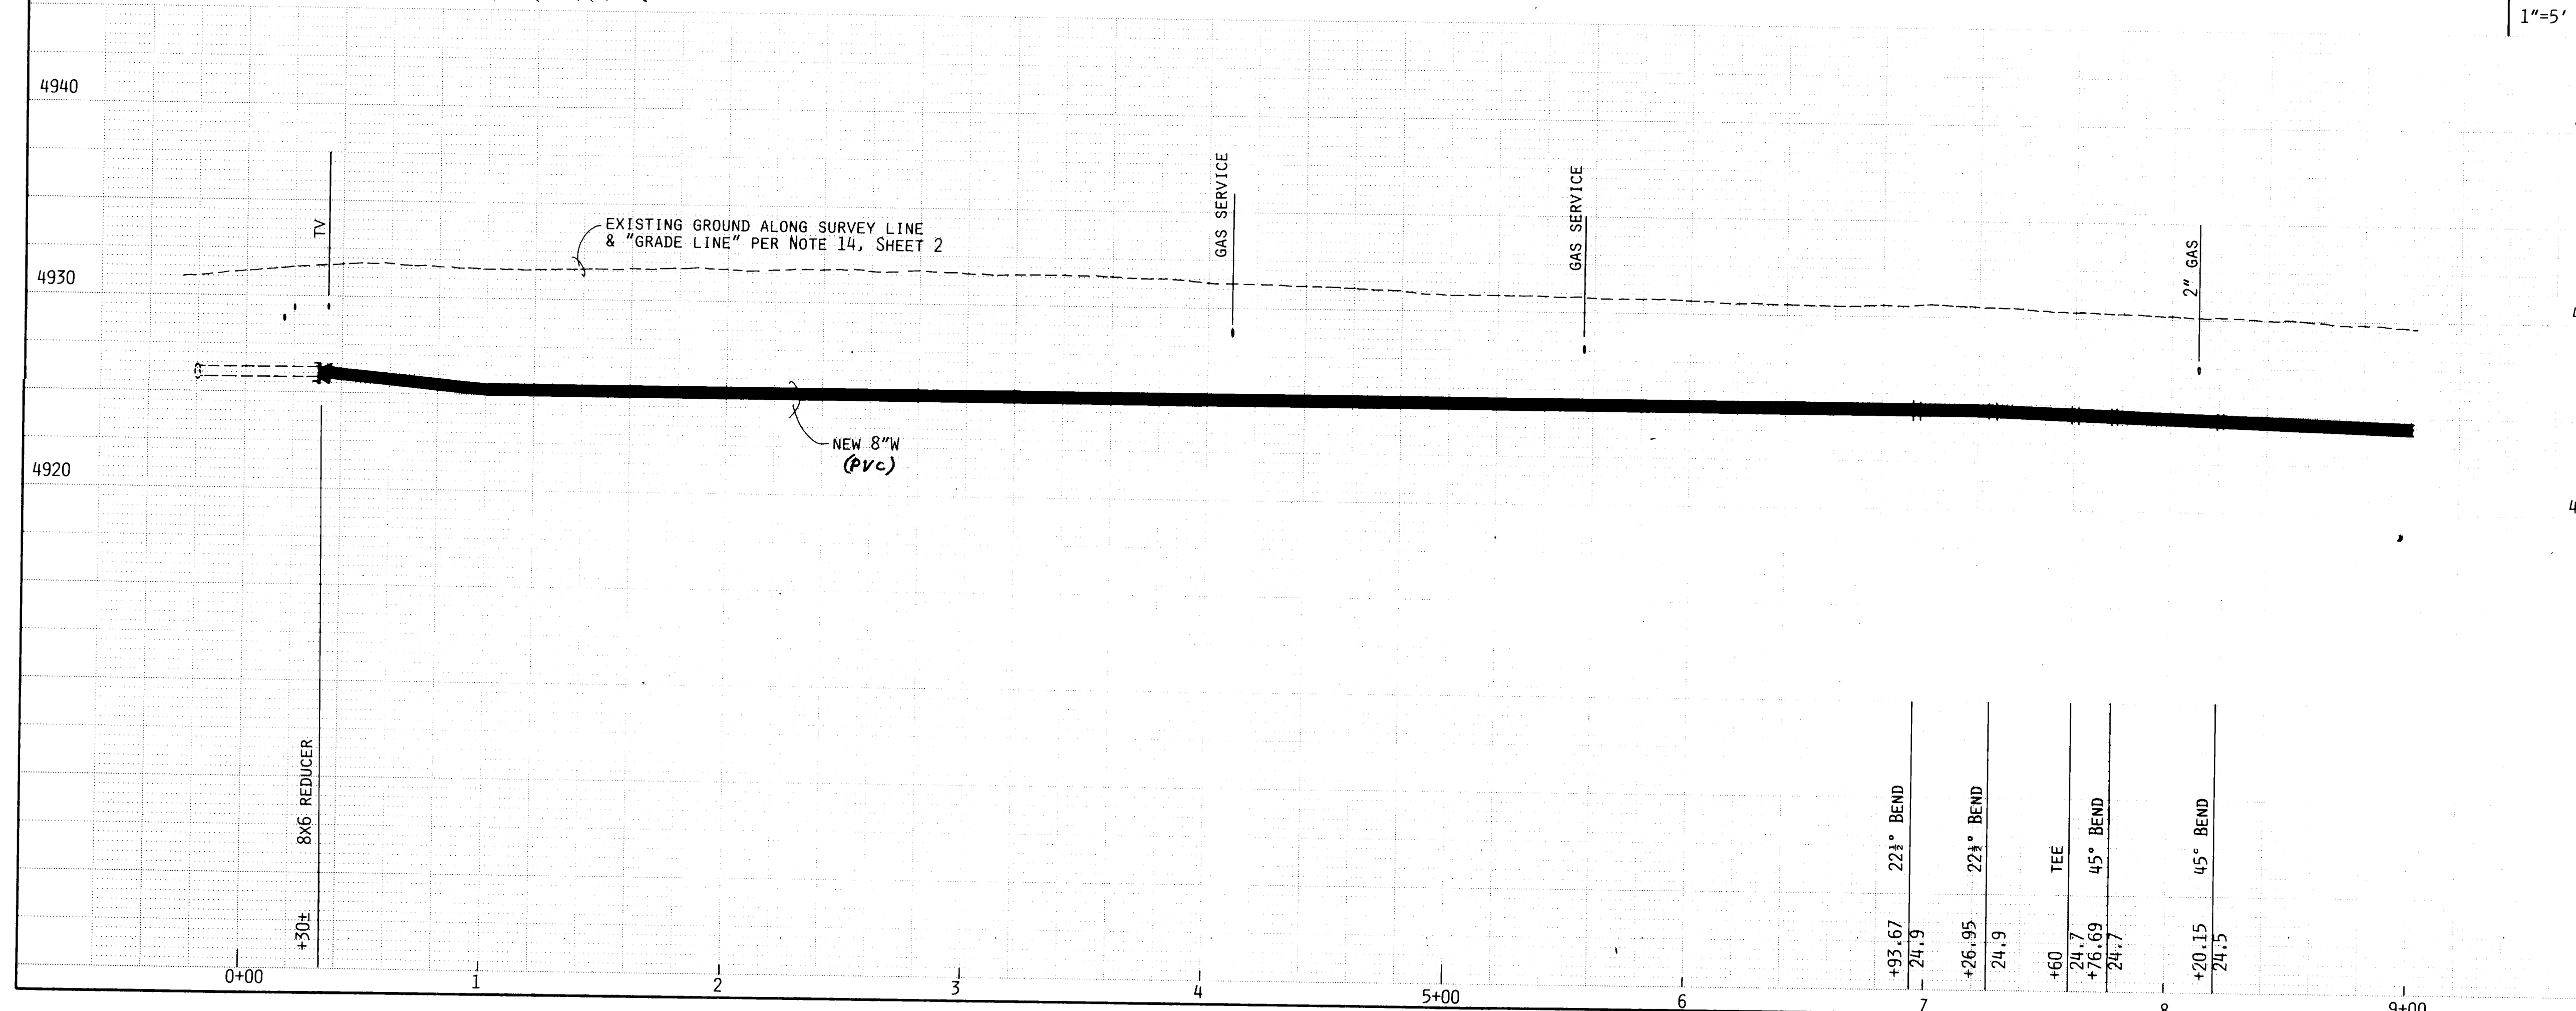 1"=5'
4940
4930
4920
TV
EXISTING GROUND ALONG SURVEY LINE
& "GRADE LINE" PER NOTE 14, SHEET 2
GAS SERVICE
GAS SERVICE
2" GAS
NEW 8"W
(PVC)
+30± 8X6 REDUCER
+93.67 22½° BEND
24.9
+26.95 22½° BEND
24.9
+60 TEE
24.7
+76.69 45° BEND
24.7
+20.15 45° BEND
24.5
0+00 1 2 3 4 5+00 6 7 8 9+00